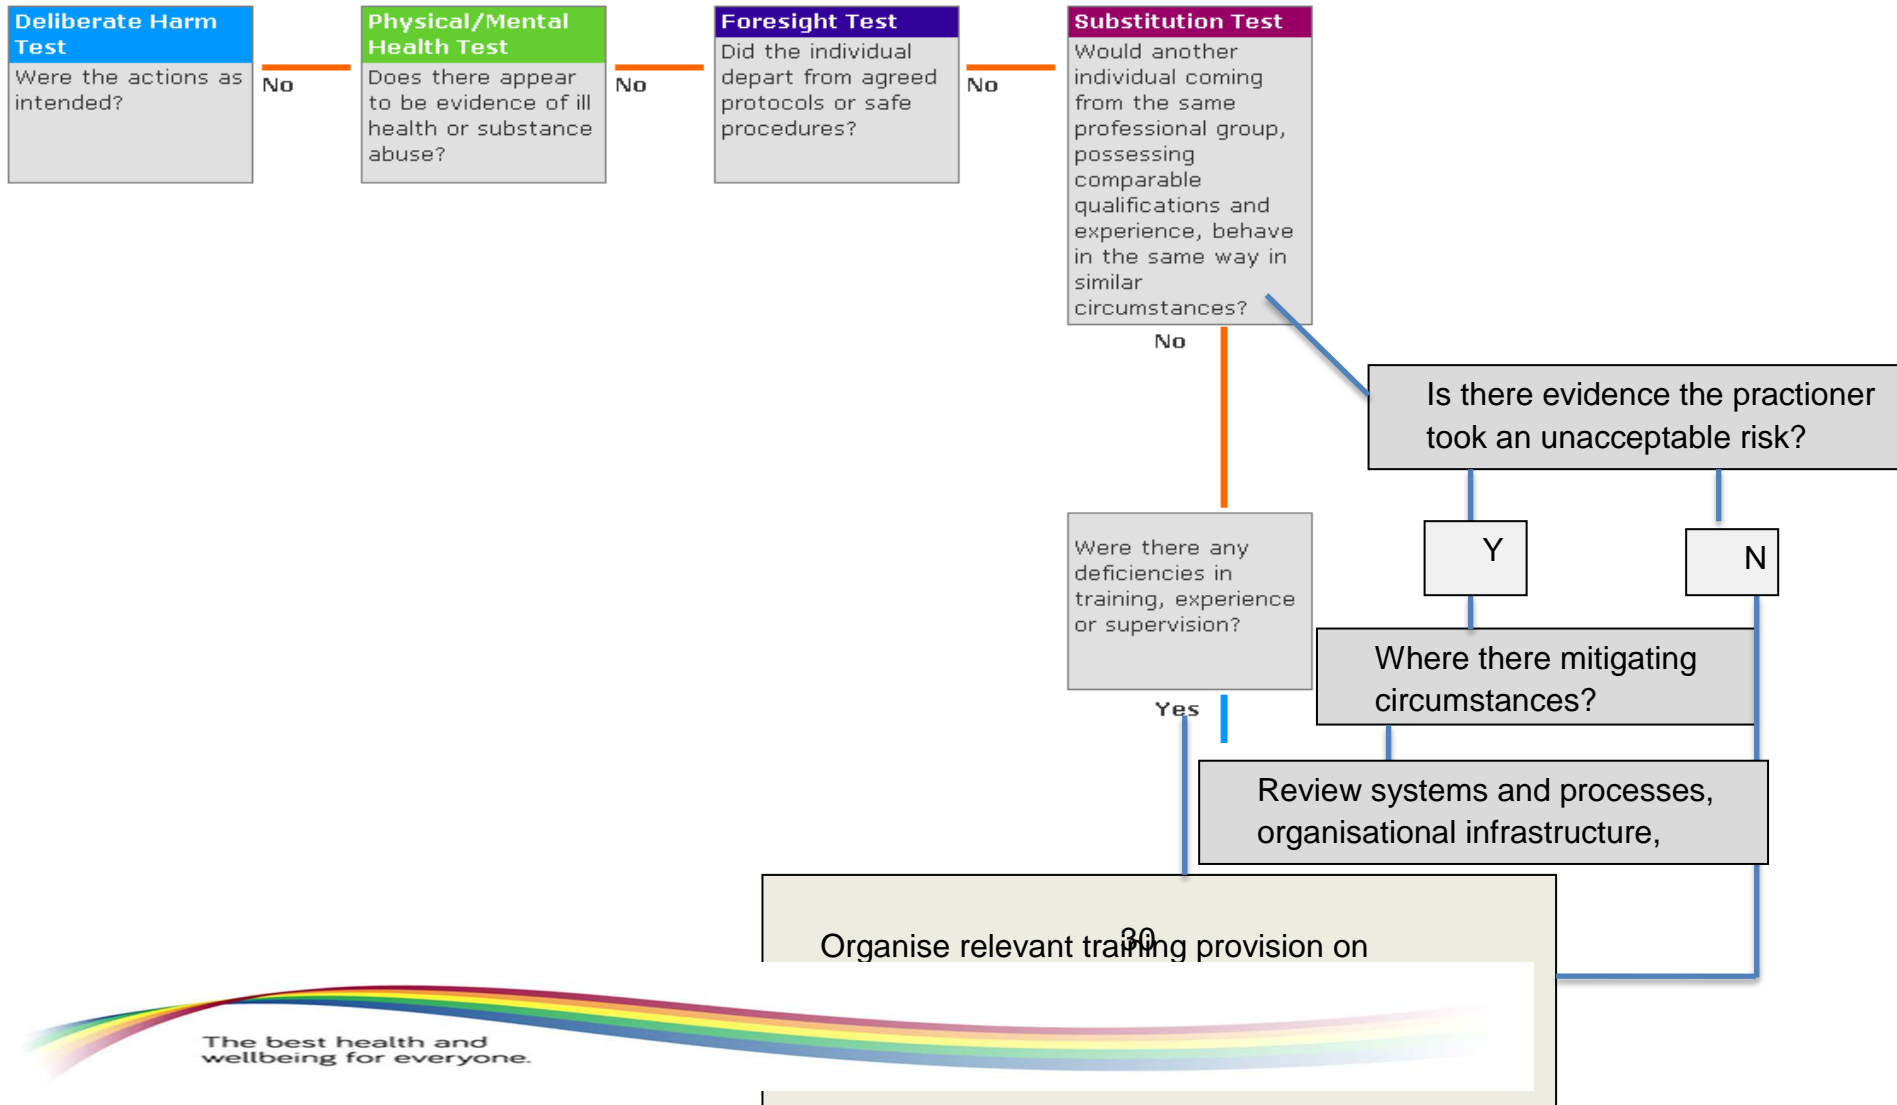 Deliberate Harm
Test
Were the actions as
intended?
No
Physical/Mental
Health Test
Does there appear
to be evidence of ill
health or substance
abuse?
No
Foresight Test
Did the individual
depart from agreed
protocols or safe
procedures?
No
Substitution Test
Would another
individual coming
from the same
professional group,
possessing
comparable
qualifications and
experience, behave
in the same way in
similar
circumstances?
No
Is there evidence the practioner
took an unacceptable risk?
Y
N
Were there any
deficiencies in
training, experience
or supervision?
Yes
Where there mitigating
circumstances?
Review systems and processes,
organisational infrastructure,
Organise relevant training provision on
30
The best health and
wellbeing for everyone.